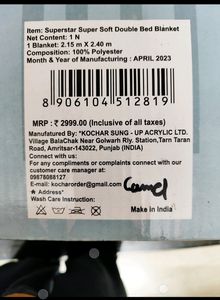 Item: Superstar Super Soft Double Bed Blanket
Net Content: 1 N
1 Blanket: 2.15 m X 2.40 m
Composition: 100% Polyester
Month & Year of Manufacturing : APRIL 2023
8 906104 512819
MRP : ₹ 2999.00 (Inclusive of all taxes)
Manufactured By: "KOCHAR SUNG - UP ACRYLIC LTD.
Village BalaChak Near Golwarh Rly. Station,Tarn Taran
Road, Amritsar-143022, Punjab (INDIA)
For any compliments or complaints connect with our
customer care manager at:
09878088127
E-mail: kocharorder@gmail.com
★ Address"
Wash Care Instruction:
Camel
Made in India